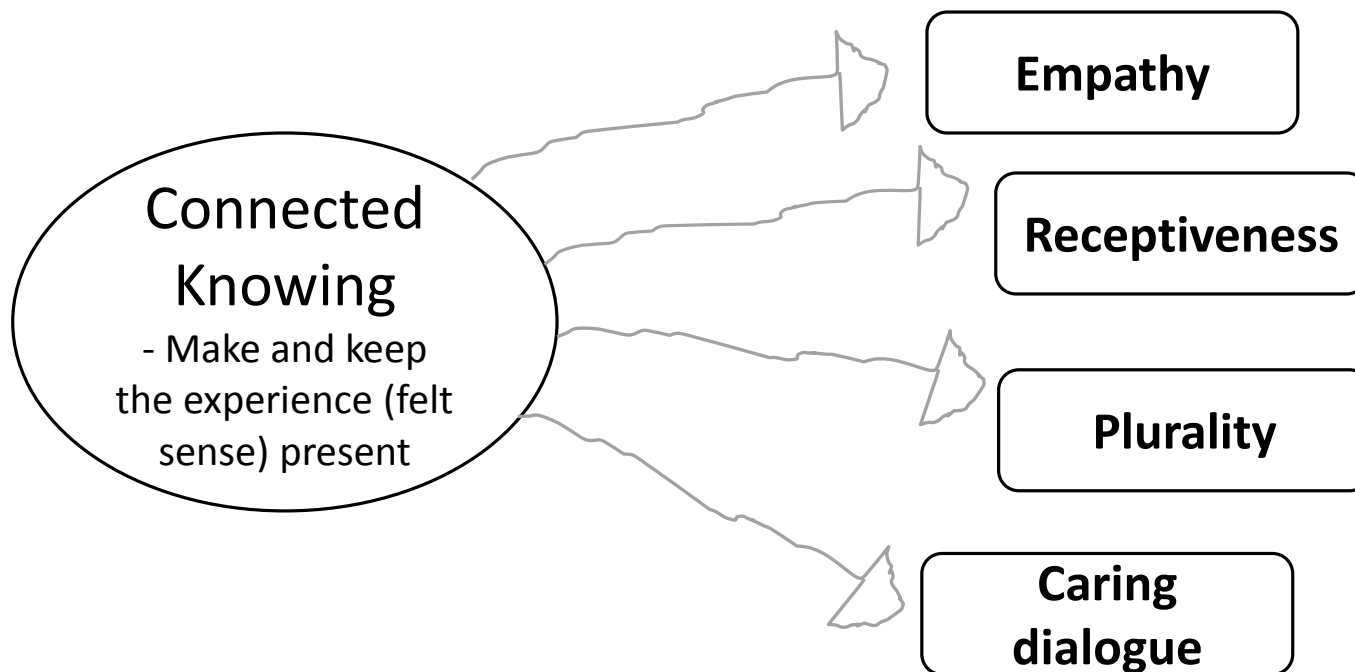 Connected
Knowing
- Make and keep
the experience (felt
sense) present
Empathy
Receptiveness
Plurality
Caring
dialogue